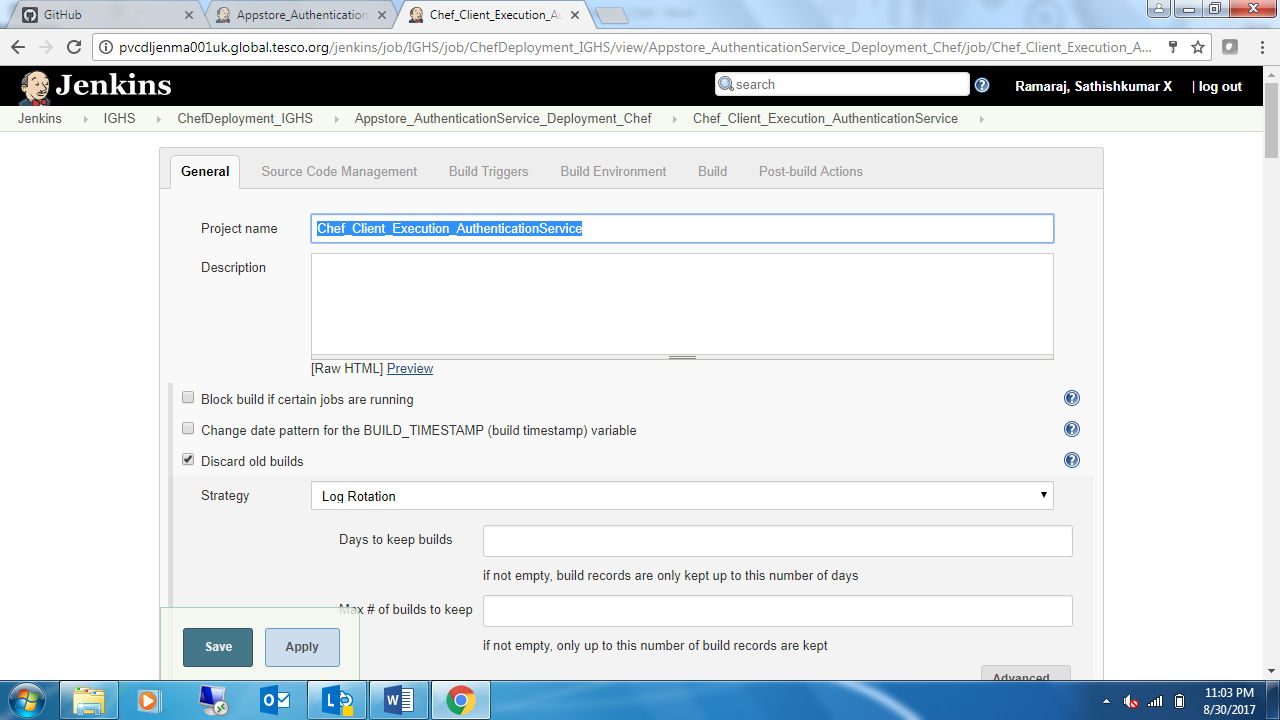 GitHub
Appstore_Authentication
Chef_Client_Execution_A
pvcdljenma001uk.global.tesco.org/jenkins/job/IGHS/job/ChefDeployment_IGHS/view/Appstore_AuthenticationService_Deployment_Chef/job/Chef_Client_Execution_A...
Jenkins
search
Ramaraj, Sathishkumar X
| log out
Jenkins
IGHS
ChefDeployment_IGHS
Appstore_AuthenticationService_Deployment_Chef
Chef_Client_Execution_AuthenticationService
General
Source Code Management
Build Triggers
Build Environment
Build
Post-build Actions
Project name
Chef_Client_Execution_AuthenticationService
Description
[Raw HTML] Preview
Block build if certain jobs are running
Change date pattern for the BUILD_TIMESTAMP (build timestamp) variable
Discard old builds
Strategy
Log Rotation
Days to keep builds
if not empty, build records are only kept up to this number of days
Max # of builds to keep
if not empty, only up to this number of build records are kept
Save
Apply
Advanced...
11:03 PM
8/30/2017